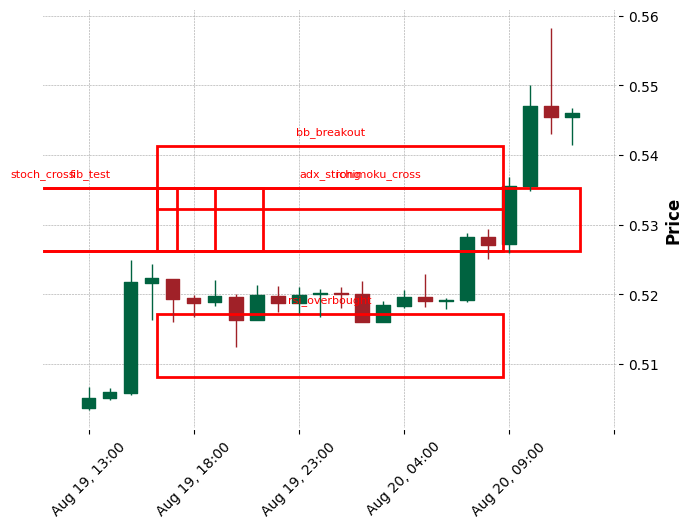 0.56
0.55
bb_breakout
0.54
stoch_cross
fib_test
adx_strong
ichimoku_cross
0.53
Price
0.52
0.51
Aug 19, 13:00
Aug 19, 18:00
Aug 19, 23:00
Aug 20, 04:00
Aug 20, 09:00